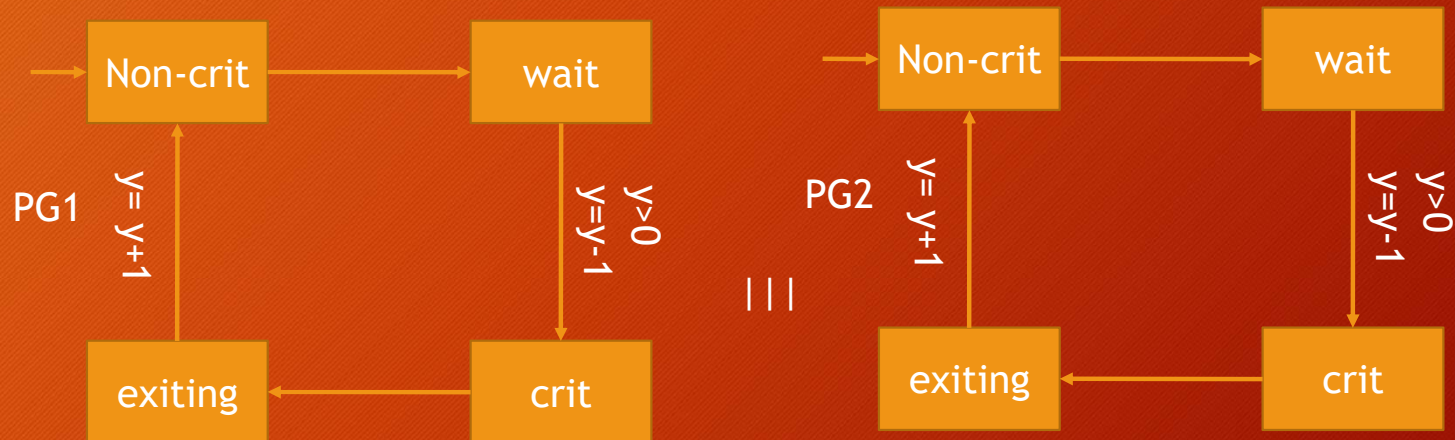 Non-crit
wait
PG1
y= y+1
y>0
y=y-1
exiting
crit
|||
Non-crit
wait
PG2
y= y+1
y>0
y=y-1
exiting
crit